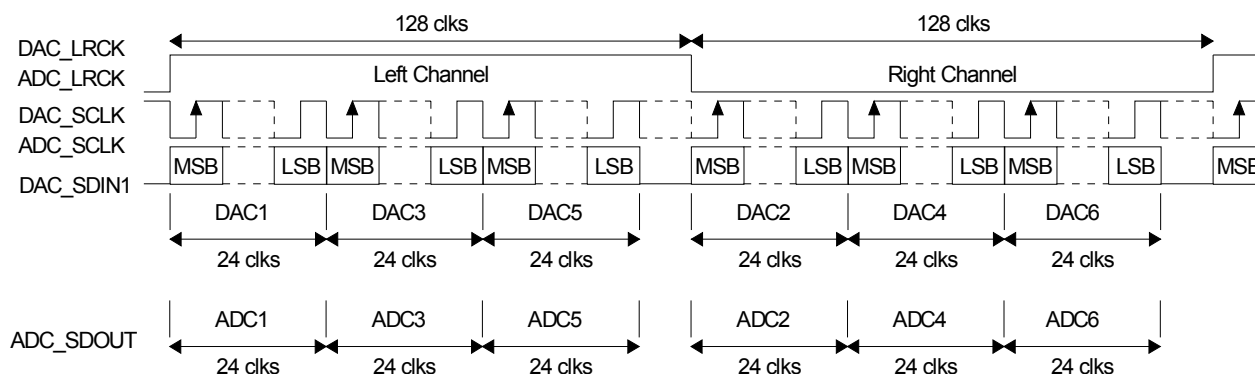 128 clks 128 clks
DAC_LRCK
ADC_LRCK Left Channel Right Channel
DAC_SCLK
ADC_SCLK
DAC_SDIN1 MSB LSB MSB LSB MSB LSB MSB LSB MSB LSB MSB LSB MSB
DAC1 DAC3 DAC5 DAC2 DAC4 DAC6
24 clks 24 clks 24 clks 24 clks 24 clks 24 clks
ADC_SDOUT ADC1 ADC3 ADC5 ADC2 ADC4 ADC6
24 clks 24 clks 24 clks 24 clks 24 clks 24 clks